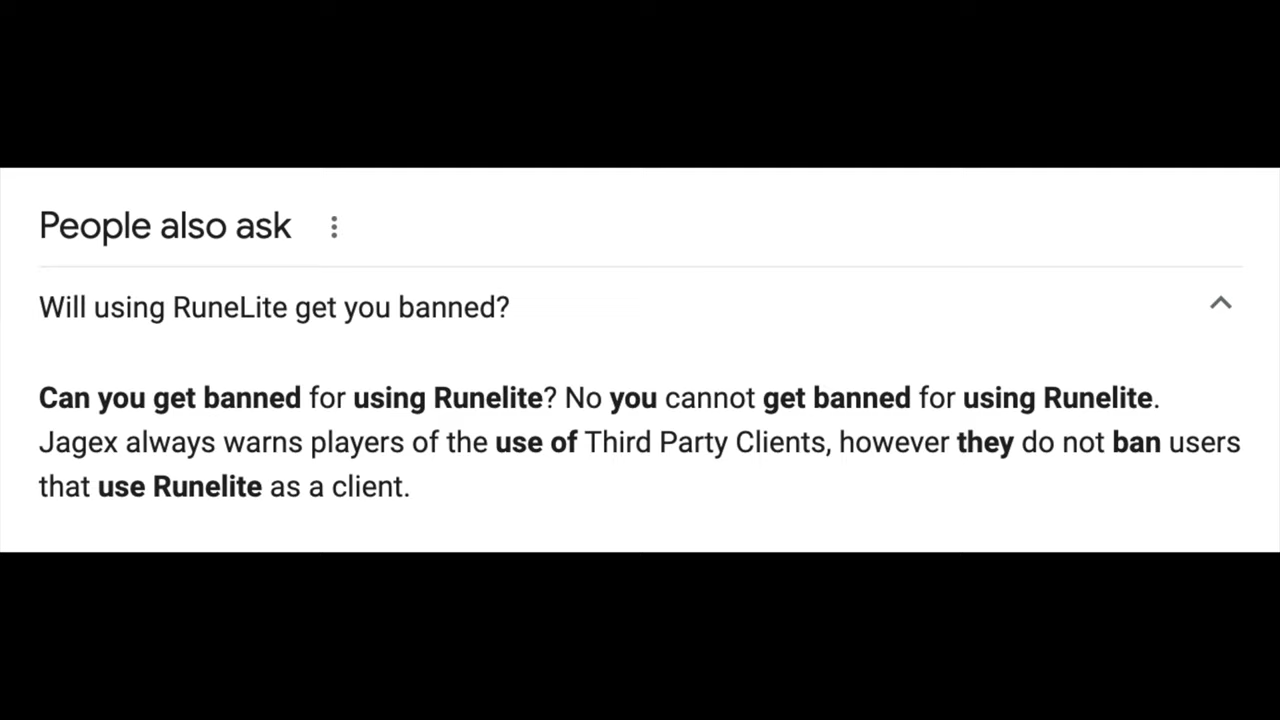 People also ask
Will using RuneLite get you banned?
Can you get banned for using Runelite? No you cannot get banned for using Runelite.
Jagex always warns players of the use of Third Party Clients, however they do not ban users
that use Runelite as a client.